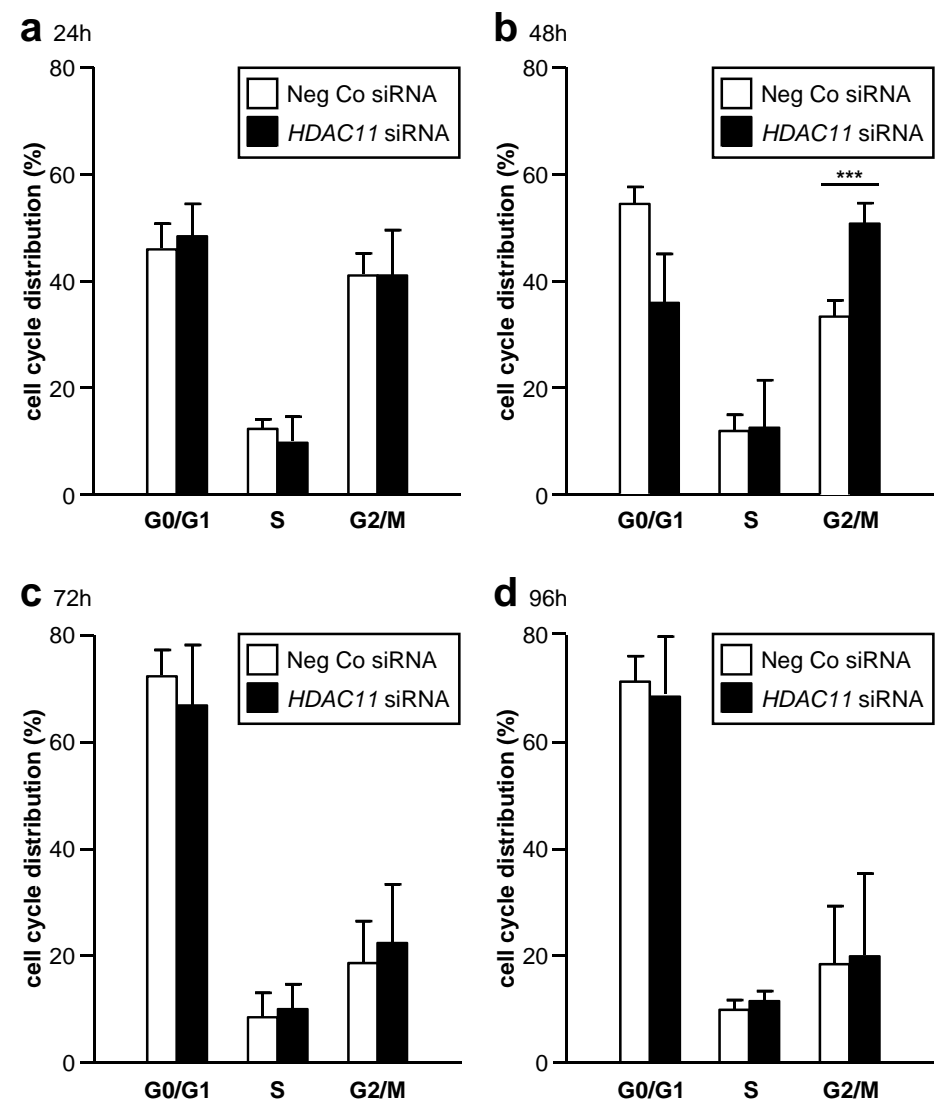 a 24h
80
60
40
20
0
cell cycle distribution (%)
Neg Co siRNA
HDAC11 siRNA
G0/G1 S G2/M
b 48h
80
60
40
20
0
cell cycle distribution (%)
Neg Co siRNA
HDAC11 siRNA
***
G0/G1 S G2/M
c 72h
80
60
40
20
0
cell cycle distribution (%)
Neg Co siRNA
HDAC11 siRNA
G0/G1 S G2/M
d 96h
80
60
40
20
0
cell cycle distribution (%)
Neg Co siRNA
HDAC11 siRNA
G0/G1 S G2/M